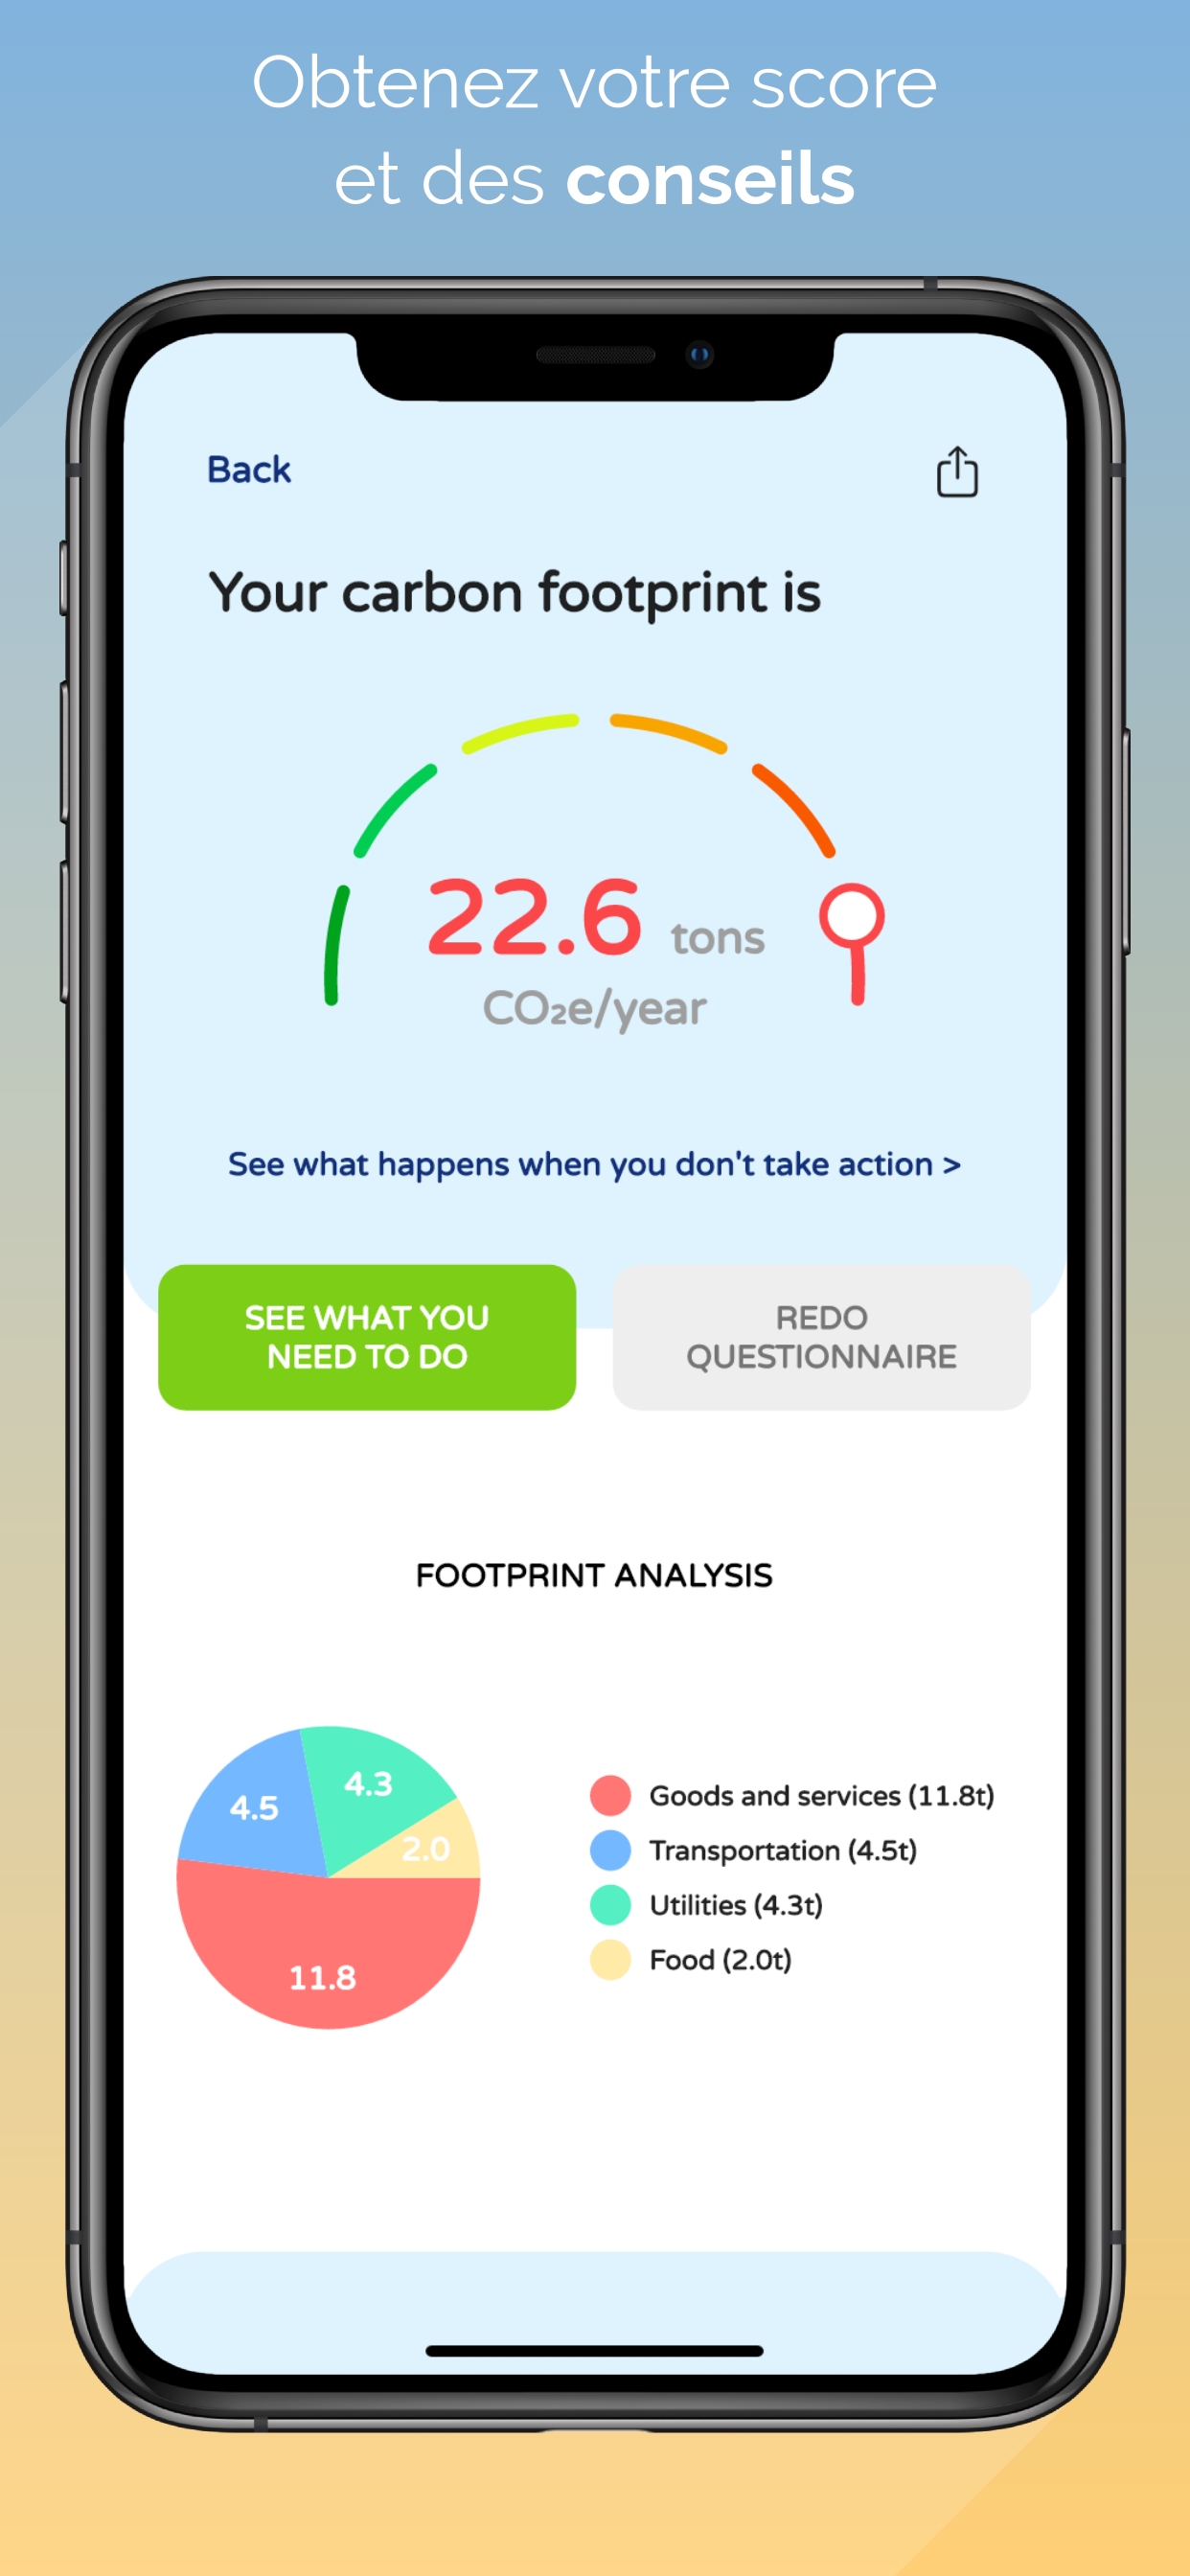 Obtenez votre score
et des conseils
Back
Your carbon footprint is
22.6 tons
CO₂e/year
See what happens when you don't take action >
SEE WHAT YOU
NEED TO DO
REDO
QUESTIONNAIRE
FOOTPRINT ANALYSIS
4.3
4.5
2.0
11.8
Goods and services (11.8t)
Transportation (4.5t)
Utilities (4.3t)
Food (2.0t)